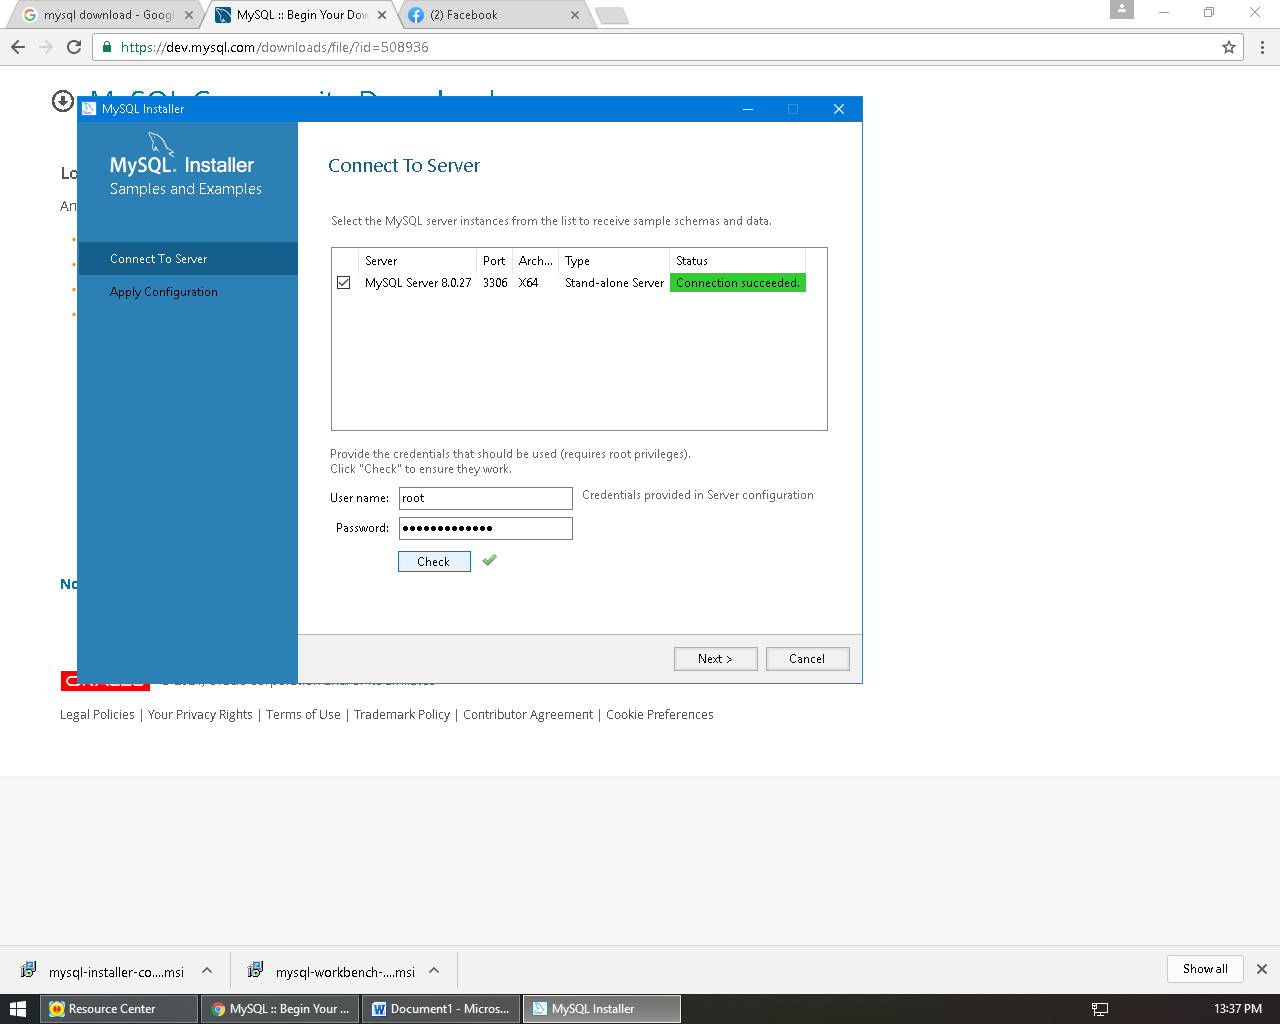 mysql download - Googl
MySQL :: Begin Your Dow
(2) Facebook
https://dev.mysql.com/downloads/file/?id=508936
MySQL Installer
MySQL. Installer
Samples and Examples
Connect To Server
Apply Configuration
Connect To Server
Select the MySQL server instances from the list to receive sample schemas and data.
Server Port Arch... Type Status
MySQL Server 8.0.27 3306 X64 Stand-alone Server Connection succeeded.
Provide the credentials that should be used (requires root privileges).
Click "Check" to ensure they work.
User name: root Credentials provided in Server configuration
Password: •••••••••••••
Check
Next > Cancel
Legal Policies | Your Privacy Rights | Terms of Use | Trademark Policy | Contributor Agreement | Cookie Preferences
mysql-installer-co....msi mysql-workbench-....msi Show all
Resource Center MySQL :: Begin Your ... Document1 - Micros... MySQL Installer 13:37 PM